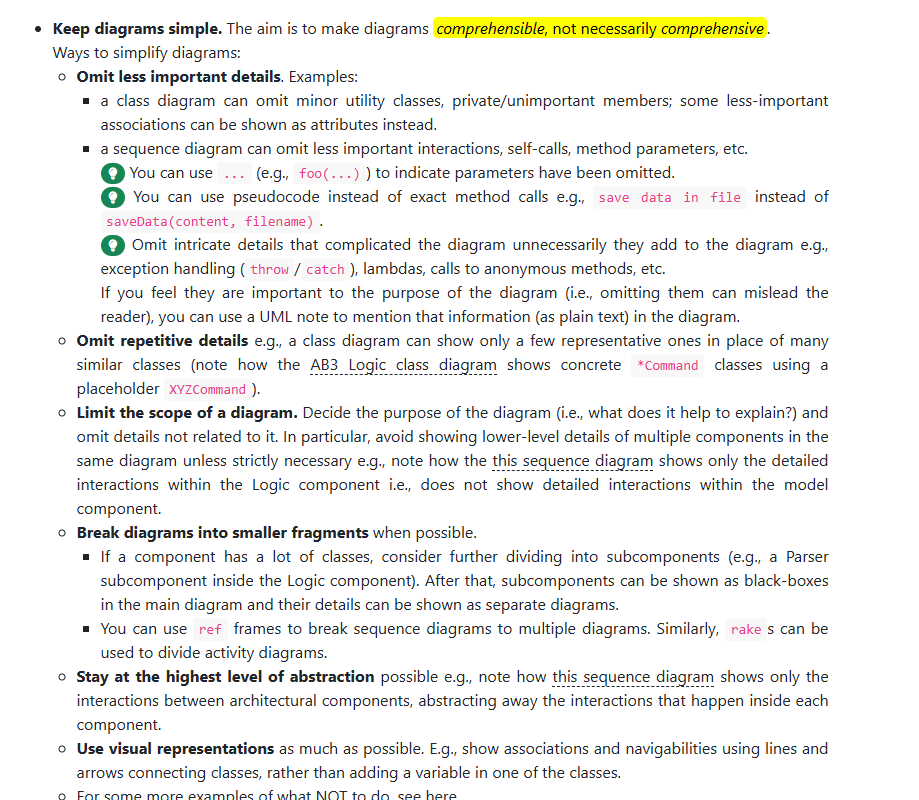 Keep diagrams simple. The aim is to make diagrams comprehensible, not necessarily comprehensive.
Ways to simplify diagrams:
Omit less important details. Examples:
a class diagram can omit minor utility classes, private/unimportant members; some less-important
associations can be shown as attributes instead.
a sequence diagram can omit less important interactions, self-calls, method parameters, etc.
You can use ... (e.g., foo(...) ) to indicate parameters have been omitted.
You can use pseudocode instead of exact method calls e.g., save data in file instead of
saveData(content, filename) .
Omit intricate details that complicated the diagram unnecessarily they add to the diagram e.g.,
exception handling ( throw / catch ), lambdas, calls to anonymous methods, etc.
If you feel they are important to the purpose of the diagram (i.e., omitting them can mislead the
reader), you can use a UML note to mention that information (as plain text) in the diagram.
Omit repetitive details e.g., a class diagram can show only a few representative ones in place of many
similar classes (note how the AB3 Logic class diagram shows concrete *Command classes using a
placeholder XYZCommand ).
Limit the scope of a diagram. Decide the purpose of the diagram (i.e., what does it help to explain?) and
omit details not related to it. In particular, avoid showing lower-level details of multiple components in the
same diagram unless strictly necessary e.g., note how the this sequence diagram shows only the detailed
interactions within the Logic component i.e., does not show detailed interactions within the model
component.
Break diagrams into smaller fragments when possible.
If a component has a lot of classes, consider further dividing into subcomponents (e.g., a Parser
subcomponent inside the Logic component). After that, subcomponents can be shown as black-boxes
in the main diagram and their details can be shown as separate diagrams.
You can use ref frames to break sequence diagrams to multiple diagrams. Similarly, rake s can be
used to divide activity diagrams.
Stay at the highest level of abstraction possible e.g., note how this sequence diagram shows only the
interactions between architectural components, abstracting away the interactions that happen inside each
component.
Use visual representations as much as possible. E.g., show associations and navigabilities using lines and
arrows connecting classes, rather than adding a variable in one of the classes.
For some more examples of what NOT to do, see here